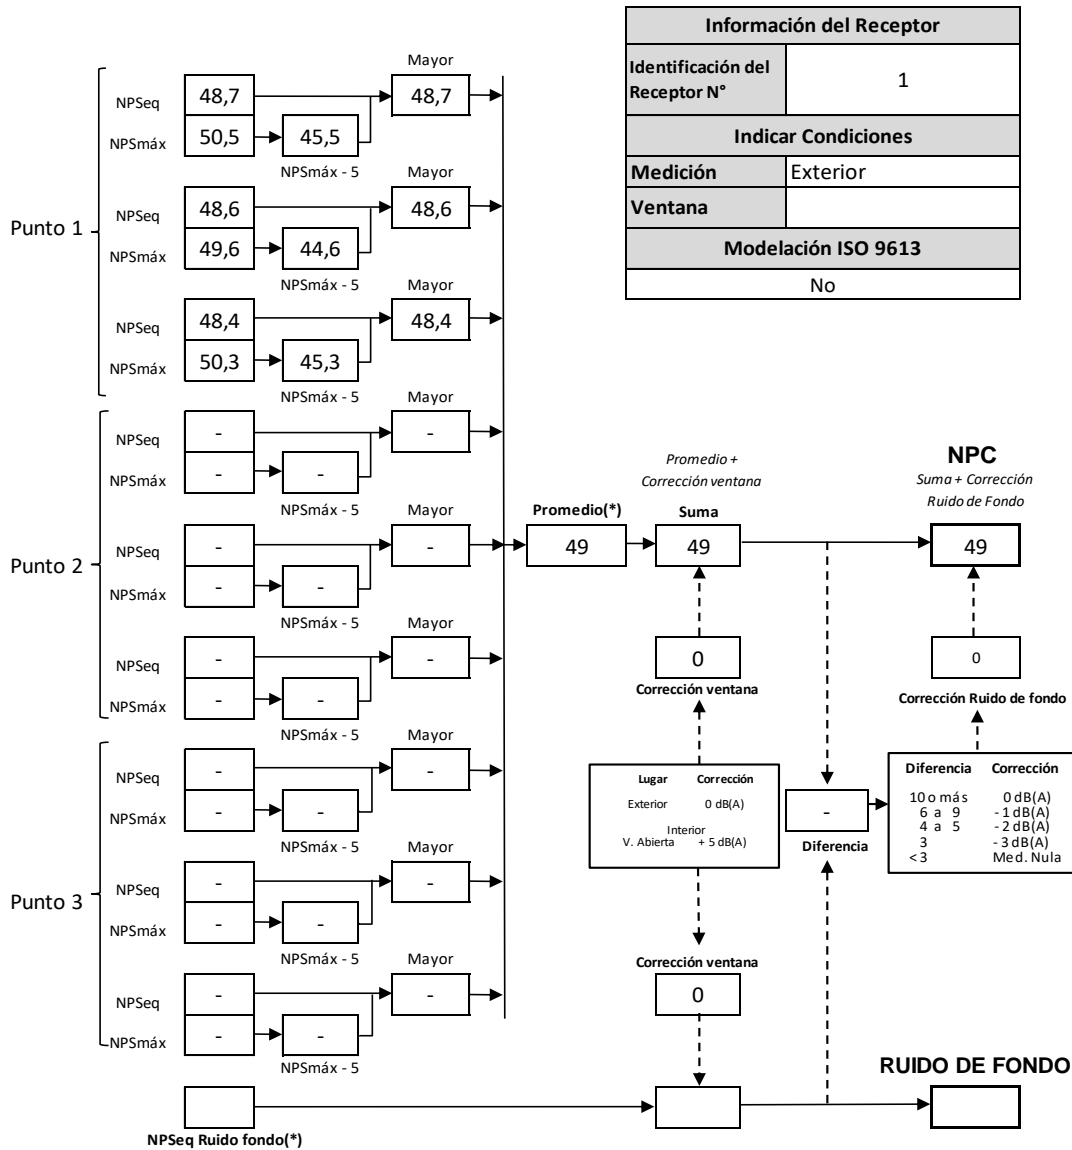 Información del Receptor
Identificación del
Receptor N°
1
Indicar Condiciones
Medición
Exterior
Ventana
Modelación ISO 9613
No
Punto 1
Mayor
NPSeq
48,7
48,7
NPSmáx
50,5
45,5
NPSmáx - 5
Mayor
NPSeq
48,6
48,6
NPSmáx
49,6
44,6
NPSmáx - 5
Mayor
NPSeq
48,4
48,4
NPSmáx
50,3
45,3
NPSmáx - 5
Punto 2
Mayor
NPSeq
-
-
NPSmáx
-
-
NPSmáx - 5
Mayor
NPSeq
-
-
NPSmáx
-
-
NPSmáx - 5
Mayor
NPSeq
-
-
NPSmáx
-
-
NPSmáx - 5
Punto 3
Mayor
NPSeq
-
-
NPSmáx
-
-
NPSmáx - 5
Mayor
NPSeq
-
-
NPSmáx
-
-
NPSmáx - 5
Mayor
NPSeq
-
-
NPSmáx
-
-
NPSmáx - 5
Promedio(*)
49
Promedio +
Corrección ventana
Suma
49
0
Corrección ventana
NPC
Suma + Corrección
Ruido de Fondo
49
0
Corrección Ruido de fondo
Lugar Corrección
Exterior 0 dB(A)
Interior
V. Abierta + 5 dB(A)
-
Diferencia
Diferencia Corrección
10 o más 0 dB(A)
6 a 9 - 1 dB(A)
4 a 5 - 2 dB(A)
3 - 3 dB(A)
< 3 Med. Nula
Corrección ventana
0
RUIDO DE FONDO
NPSeq Ruido fondo(*)